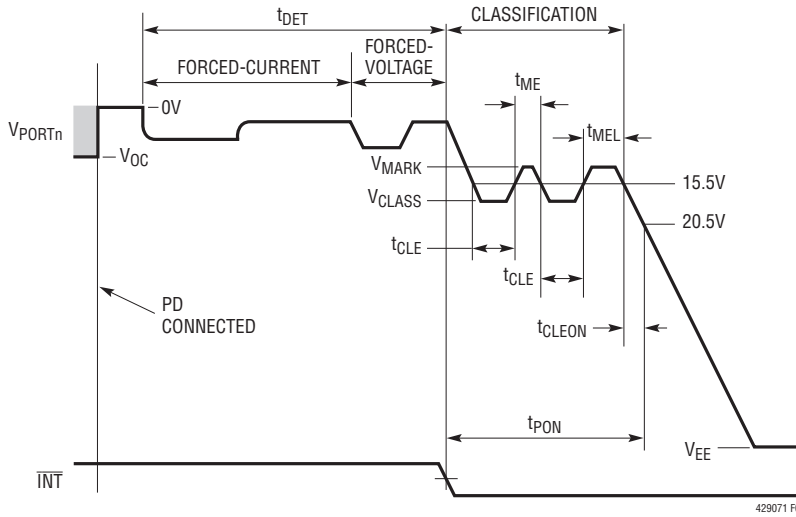 tDET
CLASSIFICATION
FORCED-CURRENT
FORCED-
VOLTAGE
tME
0V
tMEL
VPORTn
VOC
VMARK
15.5V
VCLASS
20.5V
tCLE
tCLE
PD
CONNECTED
tCLEON
tPON
VEE
INT
429071